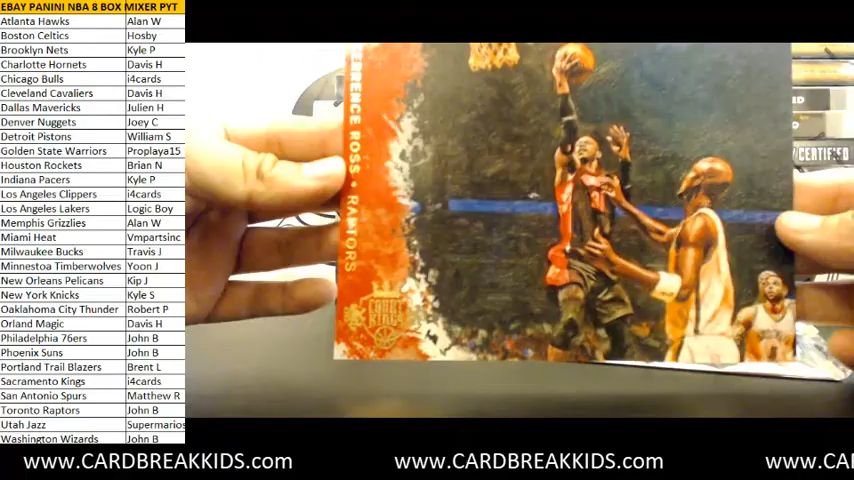 EBAY PANINI NBA 8 BOX MIXER PYT
Atlanta Hawks Alan W
Boston Celtics Hosby
Brooklyn Nets Kyle P
Charlotte Hornets Davis H
Chicago Bulls i4cards
Cleveland Cavaliers Davis H
Dallas Mavericks Julien H
Denver Nuggets Joey C
Detroit Pistons William S
Golden State Warriors Proplaya15
Houston Rockets Brian N
Indiana Pacers Kyle P
Los Angeles Clippers i4cards
Los Angeles Lakers Logic Boy
Memphis Grizzlies Alan W
Miami Heat Vmpartsinc
Milwaukee Bucks Travis J
Minnestoa Timberwolves Yoon J
New Orleans Pelicans Kip J
New York Knicks Kyle S
Oaklahoma City Thunder Robert P
Orland Magic Davis H
Philadelphia 76ers John B
Phoenix Suns John B
Portland Trail Blazers Brent L
Sacramento Kings i4cards
San Antonio Spurs Matthew R
Toronto Raptors John B
Utah Jazz Supermarios
Washington Wizards John B
ERRENCE ROSS • RAPTORS
COURT KINGS
CERTIFIED
www.CARDBREAKKIDS.com www.CARDBREAKKIDS.com www.CARD